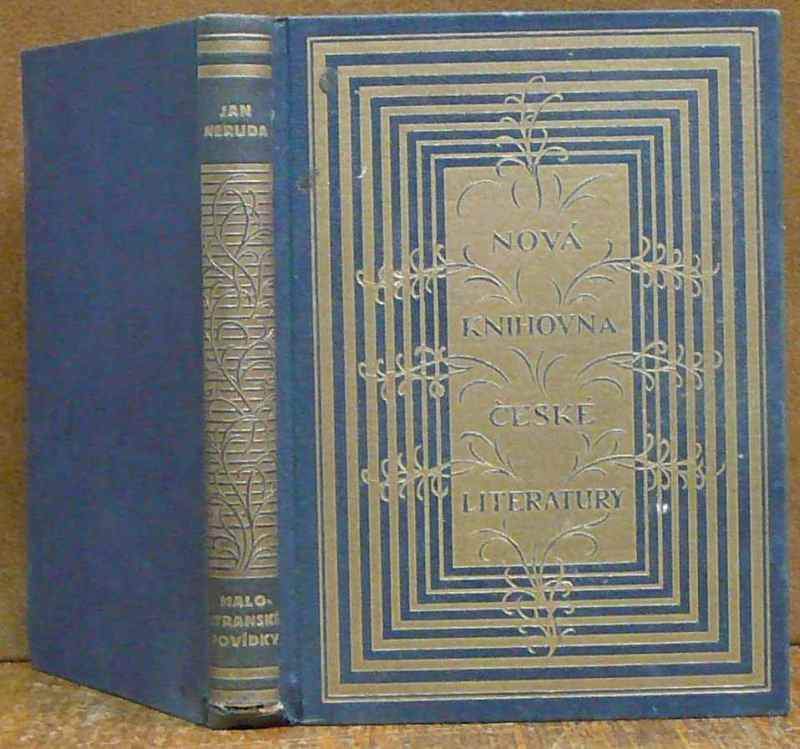 JAN
NERUDA
MALO-
STRANSKÉ
POVÍDKY
NOVÁ
KNIHOVNA
ČESKÉ
LITERATURY